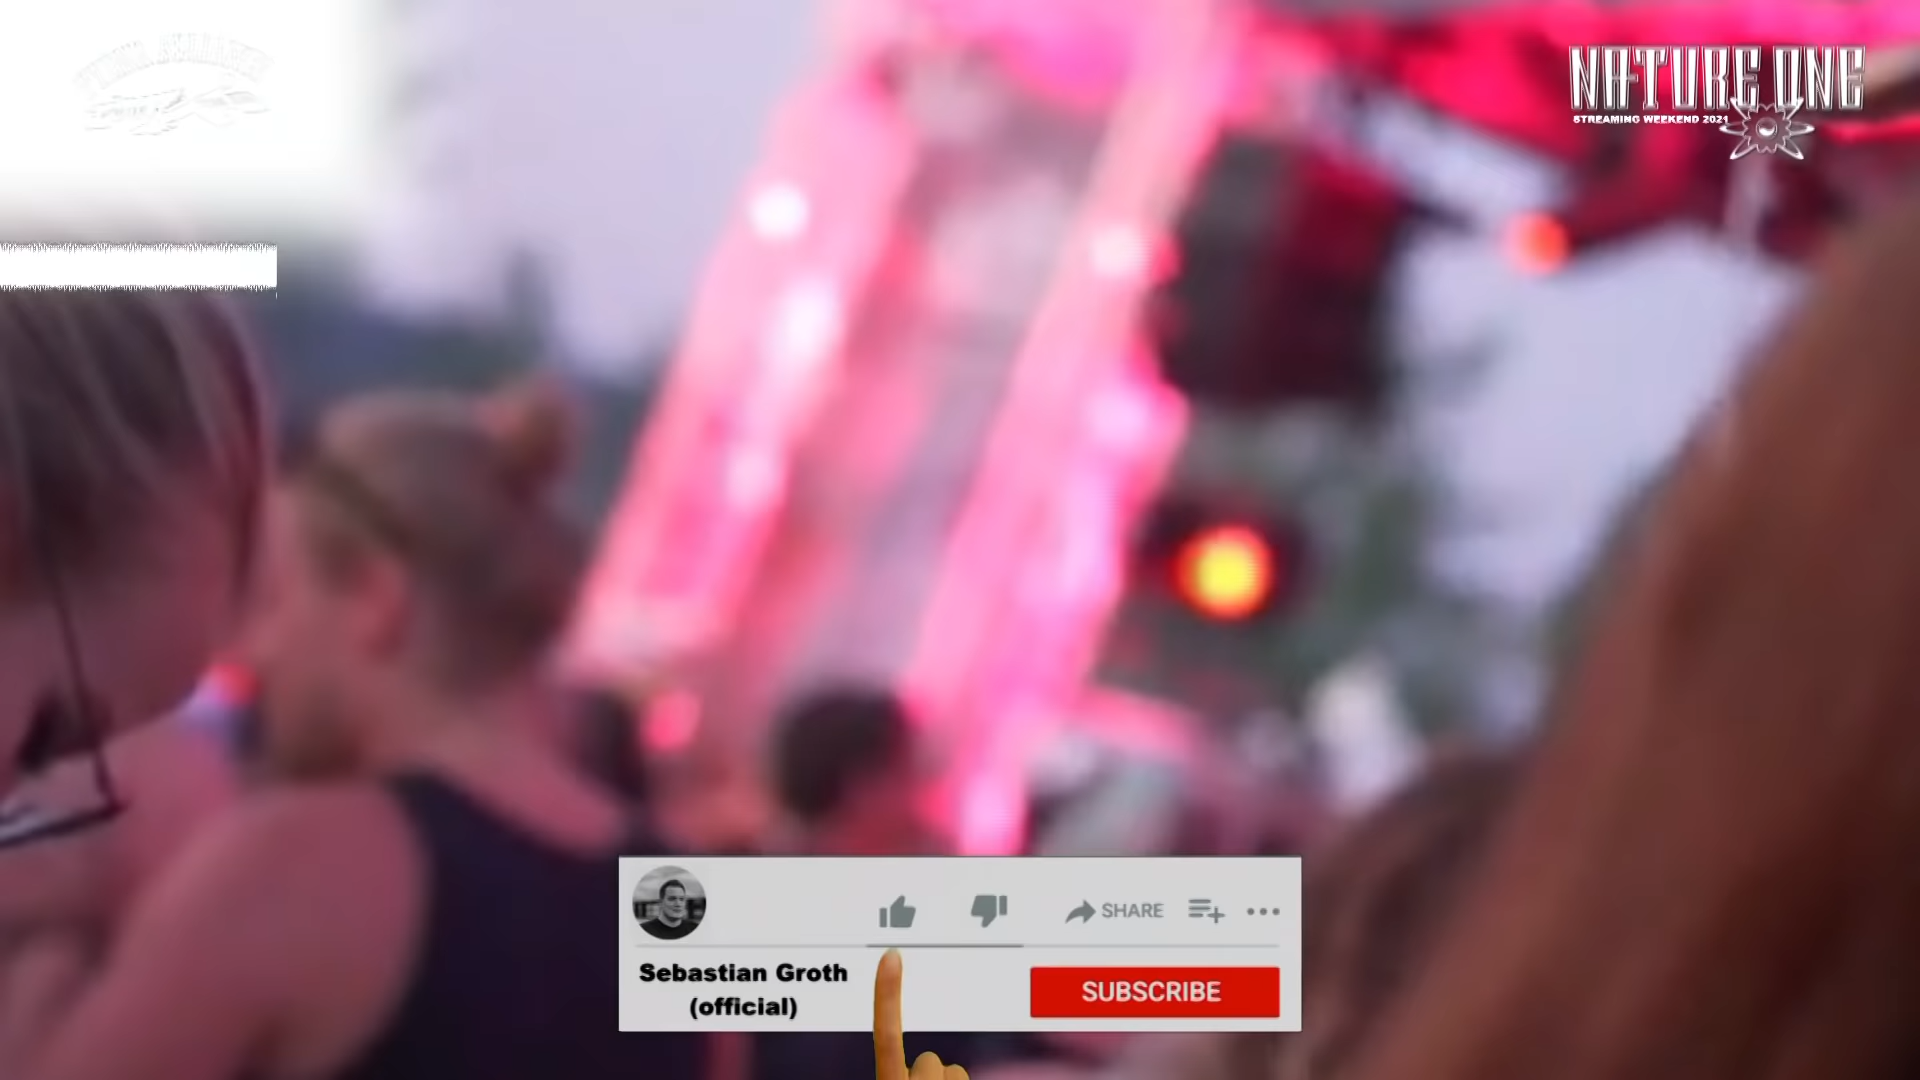 NATURE ONE
STREAMING WEEKEND 2021
SHARE
Sebastian Groth
(official)
SUBSCRIBE